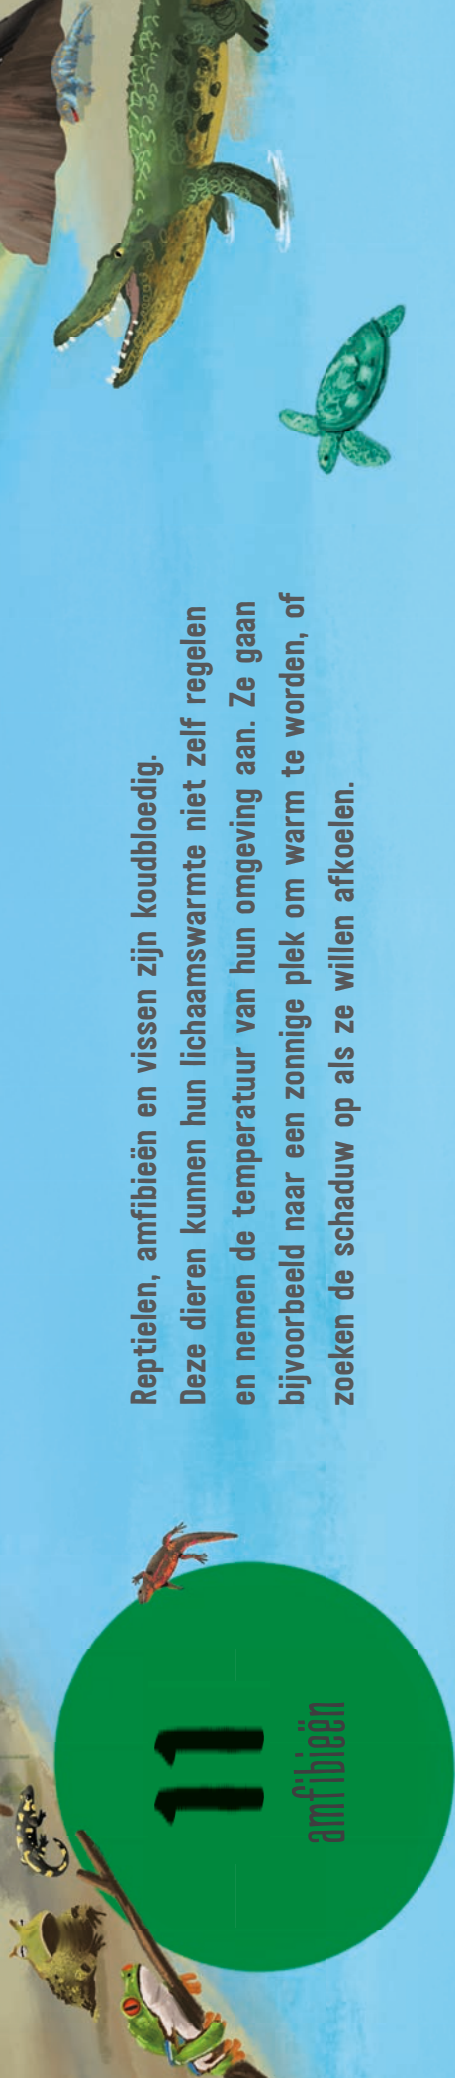 Reptielen, amfibieën en vissen zijn koudbloedig.
Deze dieren kunnen hun lichaamswarmte niet zelf regelen
en nemen de temperatuur van hun omgeving aan. Ze gaan
bijvoorbeeld naar een zonnige plek om warm te worden, of
zoeken de schaduw op als ze willen afkoelen.
11
amfibieën